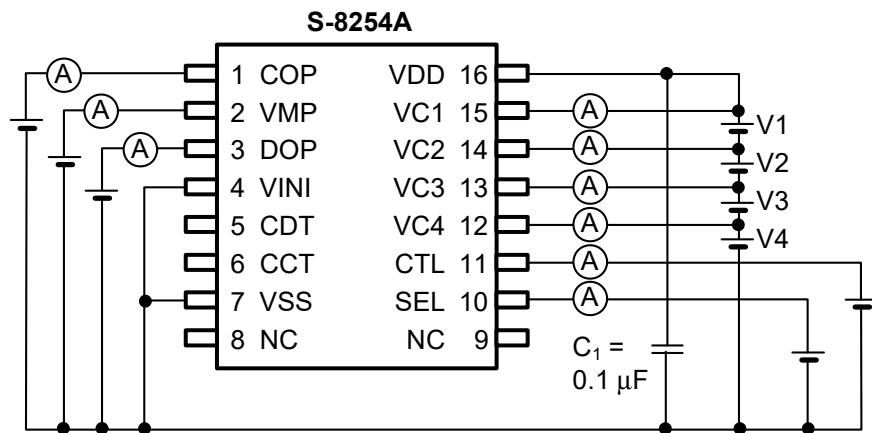 S-8254A
A 1 COP VDD 16
A 2 VMP VC1 15 A V1
A 3 DOP VC2 14 A V2
4 VINI VC3 13 A V3
5 CDT VC4 12 A V4
6 CCT CTL 11 A
7 VSS SEL 10 A
8 NC NC 9
C₁ =
0.1 μF